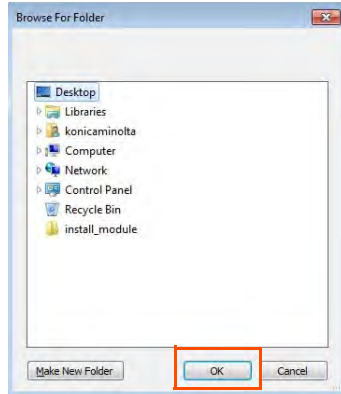 Browse For Folder
Desktop
Libraries
konicaminolta
Computer
Network
Control Panel
Recycle Bin
install_module
Make New Folder
OK
Cancel